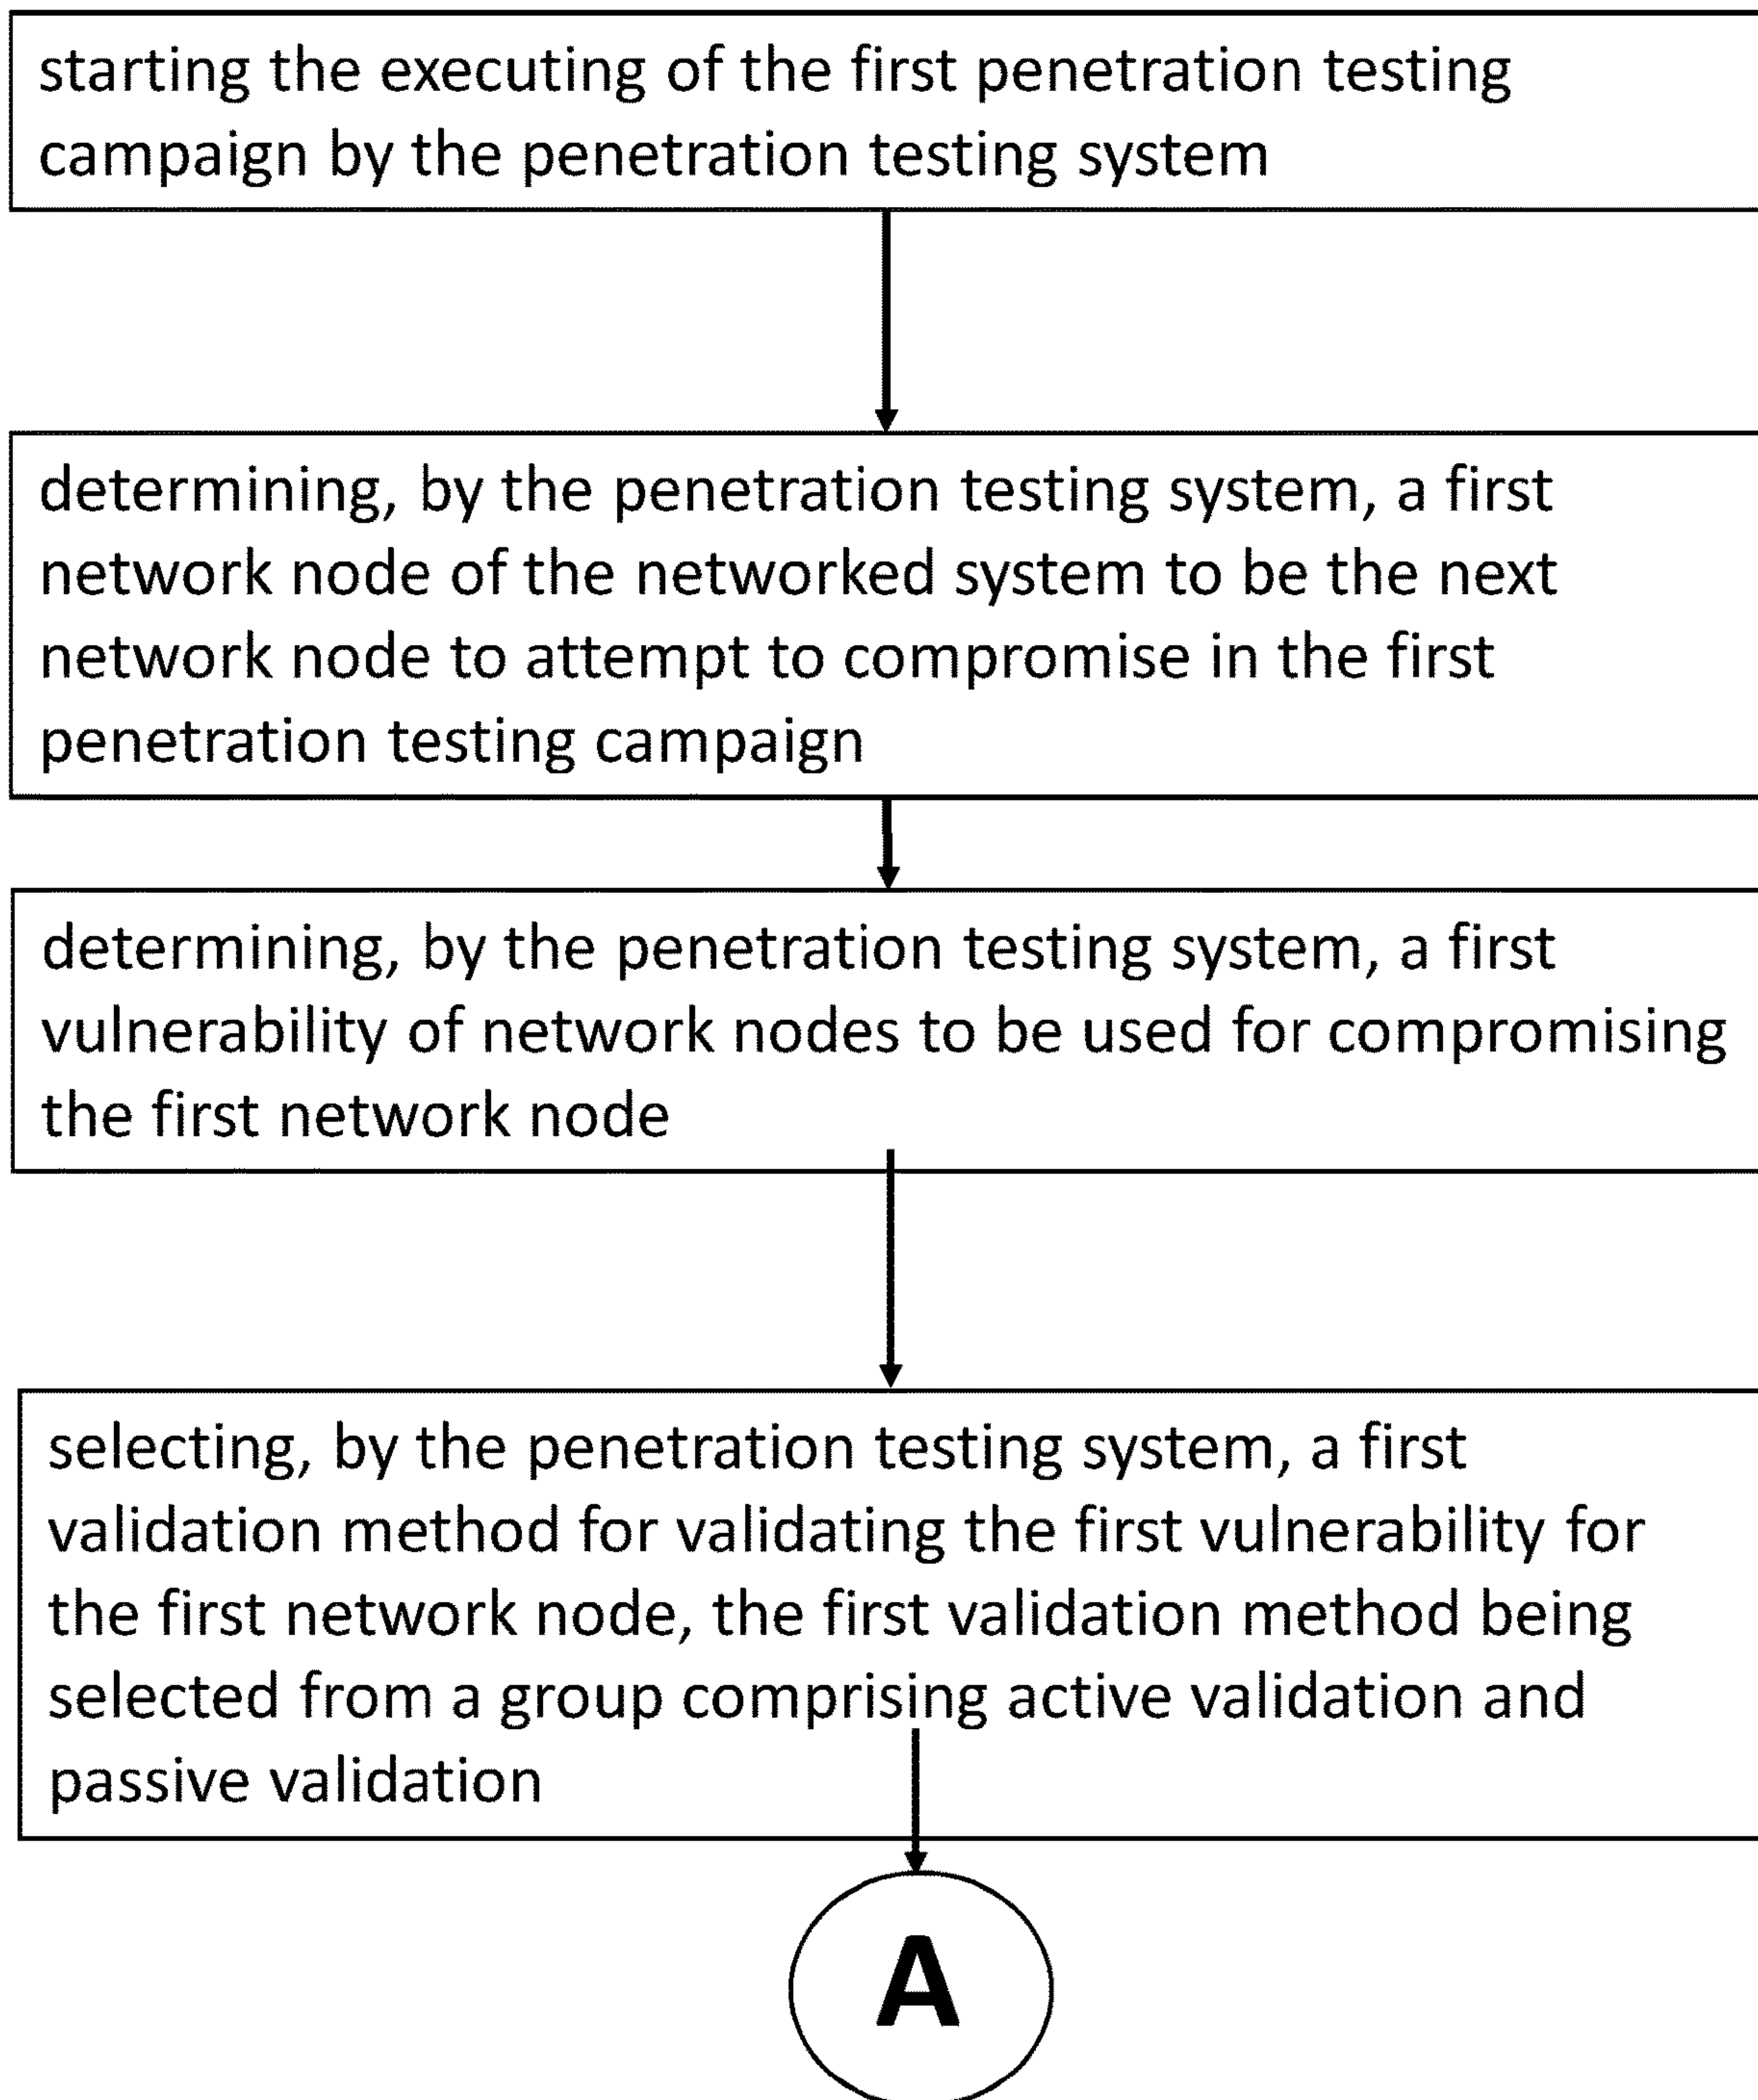 starting the executing of the first penetration testing
campaign by the penetration testing system
determining, by the penetration testing system, a first
network node of the networked system to be the next
network node to attempt to compromise in the first
penetration testing campaign
determining, by the penetration testing system, a first
vulnerability of network nodes to be used for compromising
the first network node
selecting, by the penetration testing system, a first
validation method for validating the first vulnerability for
the first network node, the first validation method being
selected from a group comprising active validation and
passive validation
A